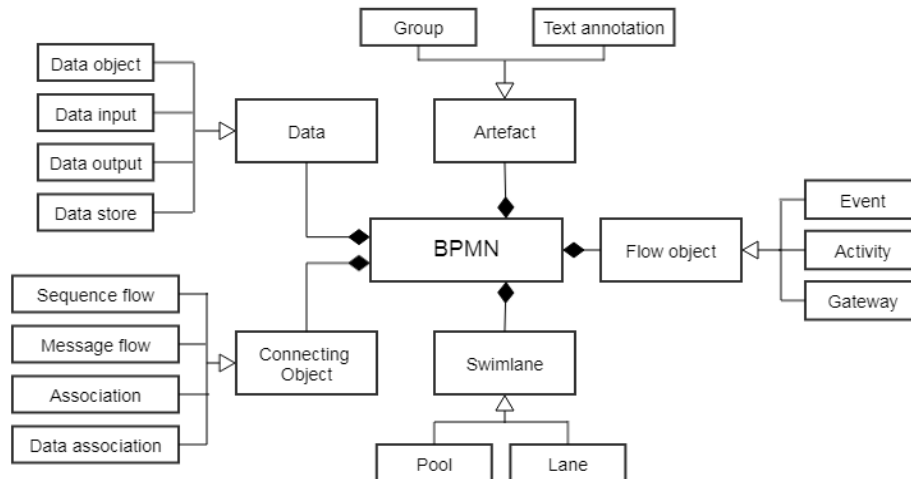 Group
Text annotation
Data object
Data input
Data output
Data store
Data
Artefact
BPMN
Flow object
Event
Activity
Gateway
Sequence flow
Message flow
Association
Data association
Connecting
Object
Swimlane
Pool
Lane